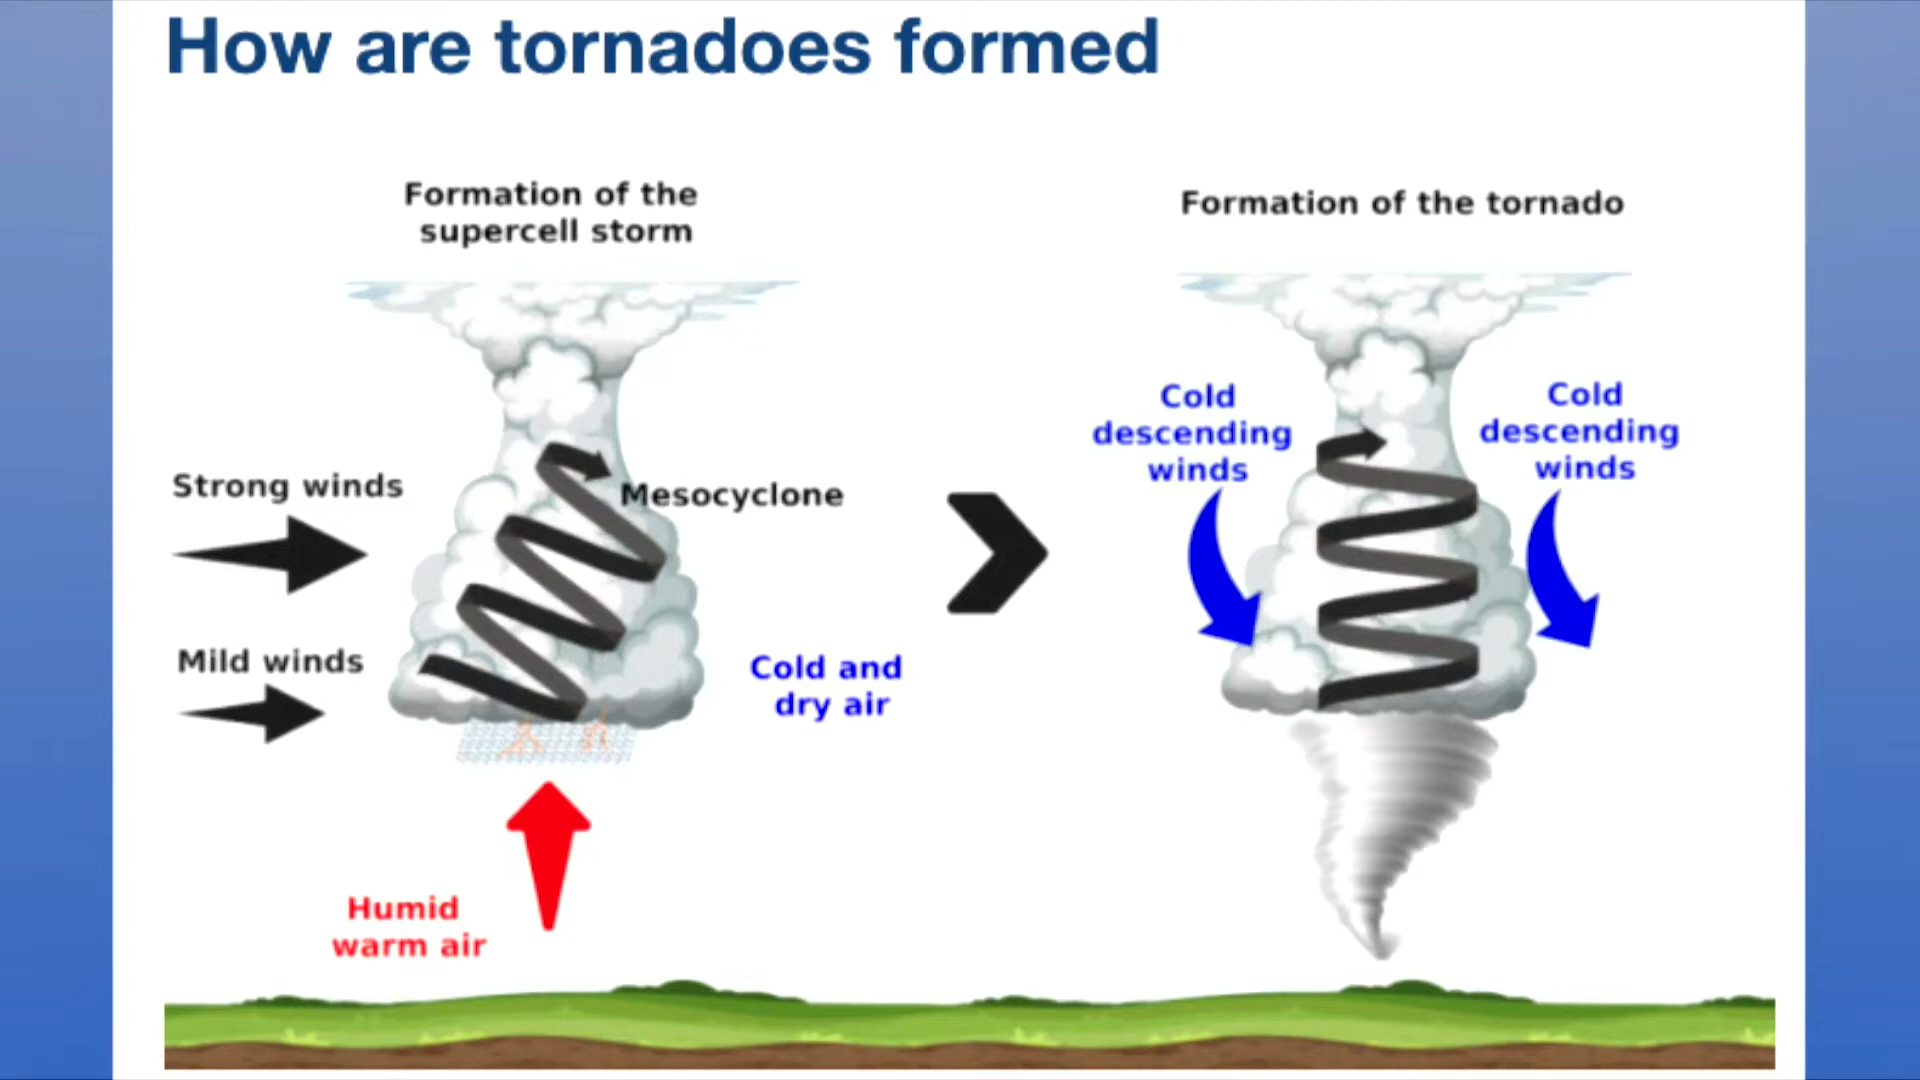 How are tornadoes formed
Formation of the
supercell storm
Strong winds
Mesocyclone
Mild winds
Cold and
dry air
Humid
warm air
Formation of the tornado
Cold
descending
winds
Cold
descending
winds